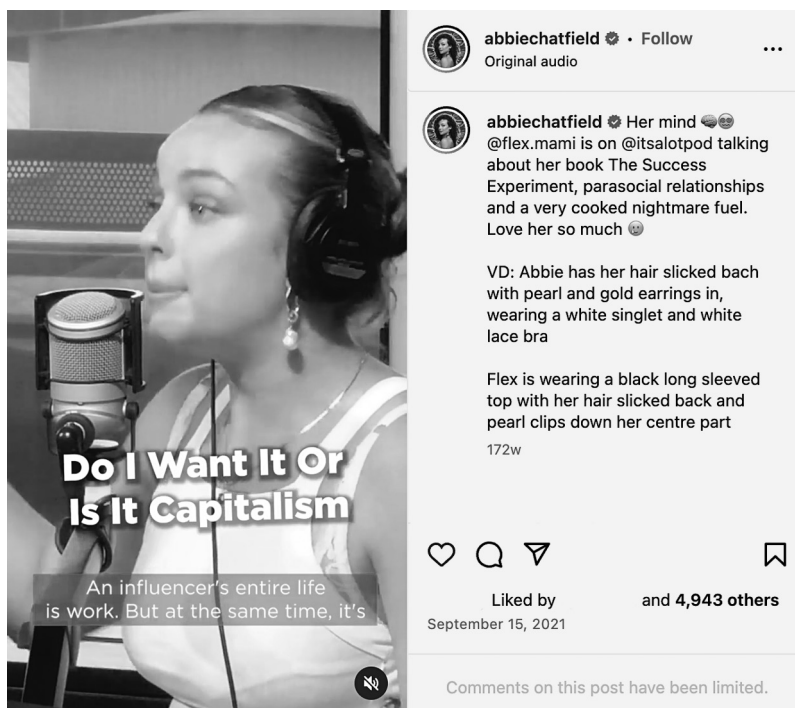 Do I Want It Or
Is It Capitalism
An influencer's entire life
is work. But at the same time, it's
abbiechatfield • Follow
Original audio
abbiechatfield Her mind 🧠😵‍💫
@flex.mami is on @itsalotpod talking
about her book The Success
Experiment, parasocial relationships
and a very cooked nightmare fuel.
Love her so much 🥲
VD: Abbie has her hair slicked bach
with pearl and gold earrings in,
wearing a white singlet and white
lace bra
Flex is wearing a black long sleeved
top with her hair slicked back and
pearl clips down her centre part
172w
Liked by and 4,943 others
September 15, 2021
Comments on this post have been limited.